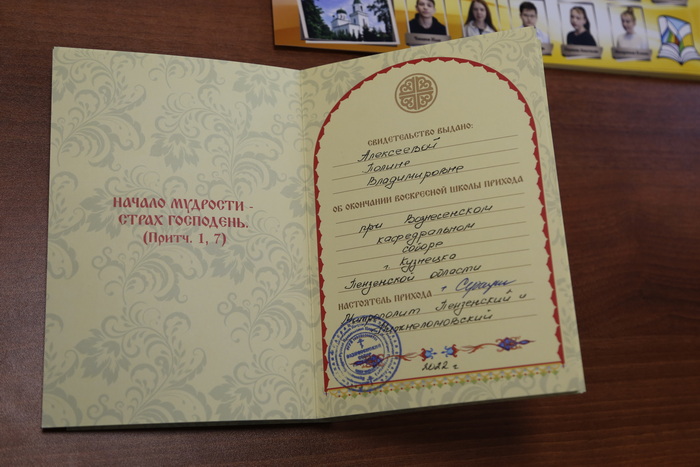 НАЧАЛО МУДРОСТИ -
СТРАХ ГОСПОДЕНЬ.
(Притч. 1, 7)
СВИДЕТЕЛЬСТВО ВЫДАНО:
Алексеевой
Полине
Владимировне
ОБ ОКОНЧАНИИ ВОСКРЕСНОЙ ШКОЛЫ ПРИХОДА
при Вознесенском
кафедральном
соборе
г. Кузнецка
Пензенской области
НАСТОЯТЕЛЬ ПРИХОДА
Митрополит Пензенский и
Нижнеломовский
2022 г.